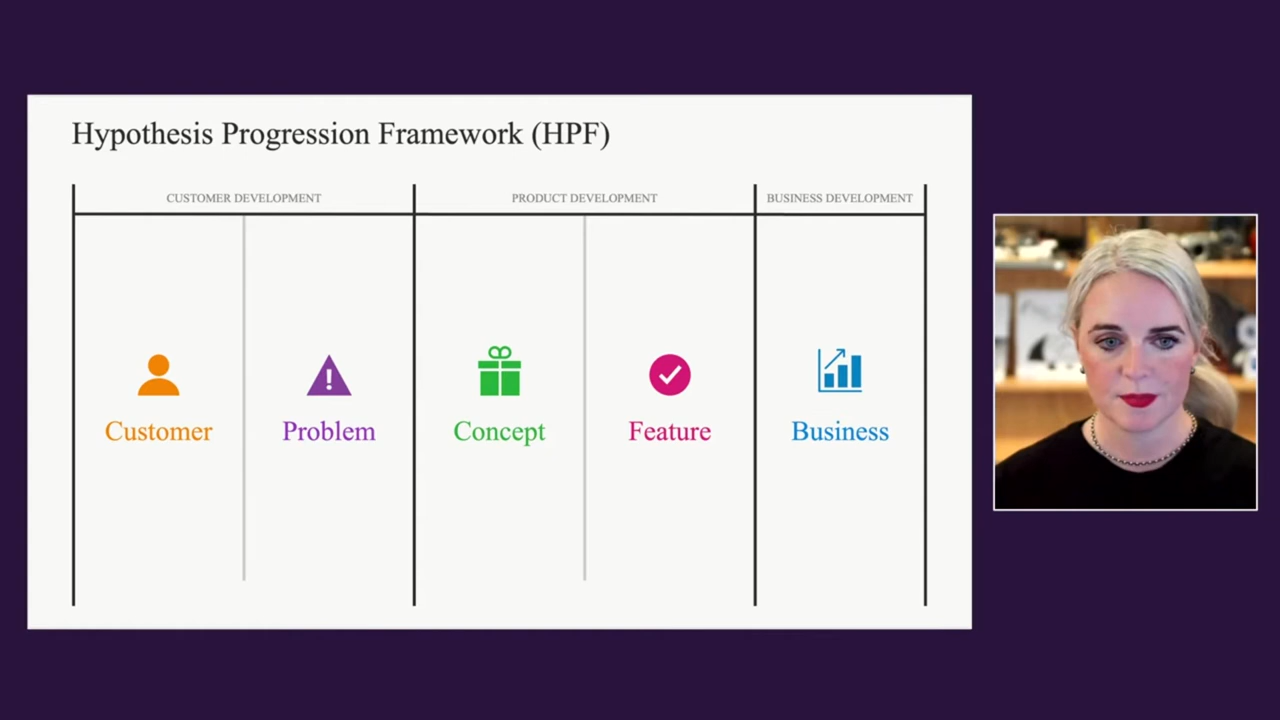 Hypothesis Progression Framework (HPF)
CUSTOMER DEVELOPMENT
PRODUCT DEVELOPMENT
BUSINESS DEVELOPMENT
Customer
Problem
Concept
Feature
Business